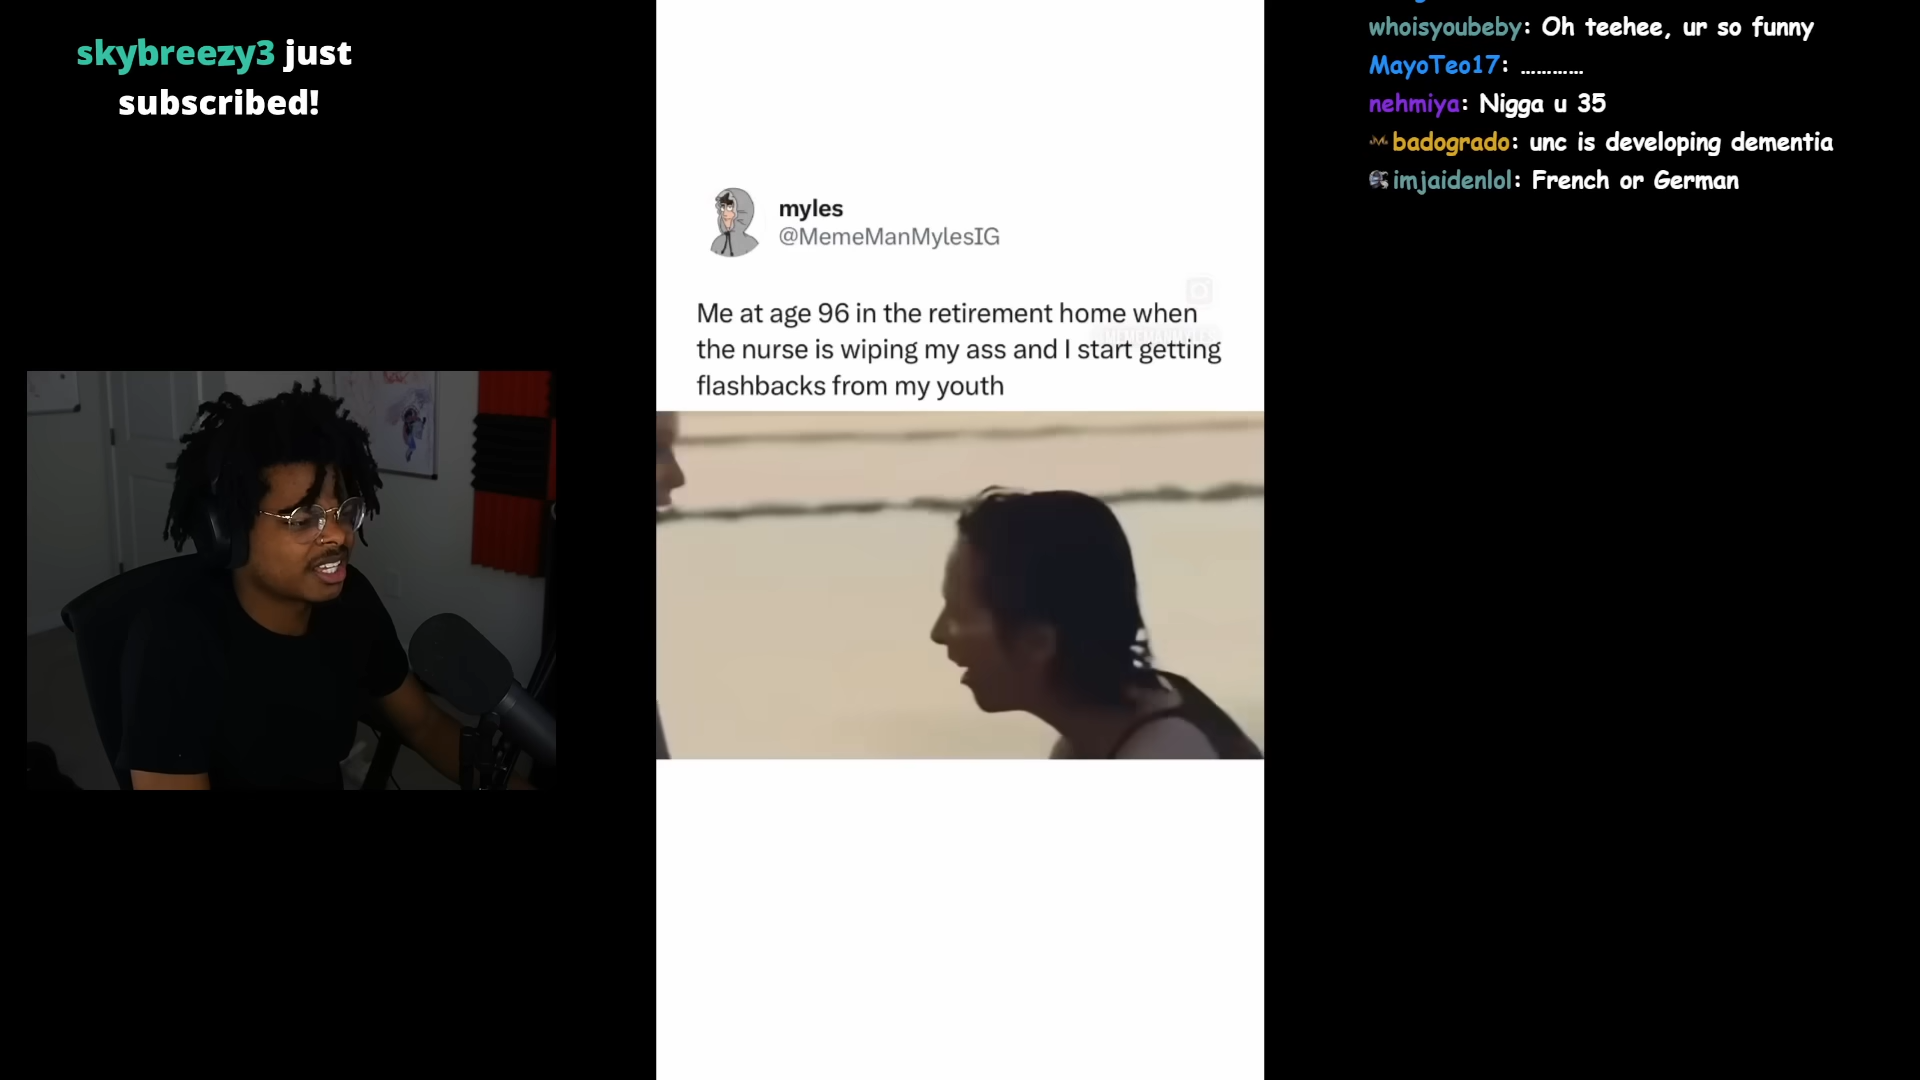 skybreezy3 just
subscribed!
myles
@MemeManMylesIG
Me at age 96 in the retirement home when
the nurse is wiping my ass and I start getting
flashbacks from my youth
whoisyoubeby: Oh teehee, ur so funny
MayoTeo17: ............
nehmiya: Nigga u 35
badogrado: unc is developing dementia
imjaidenlol: French or German